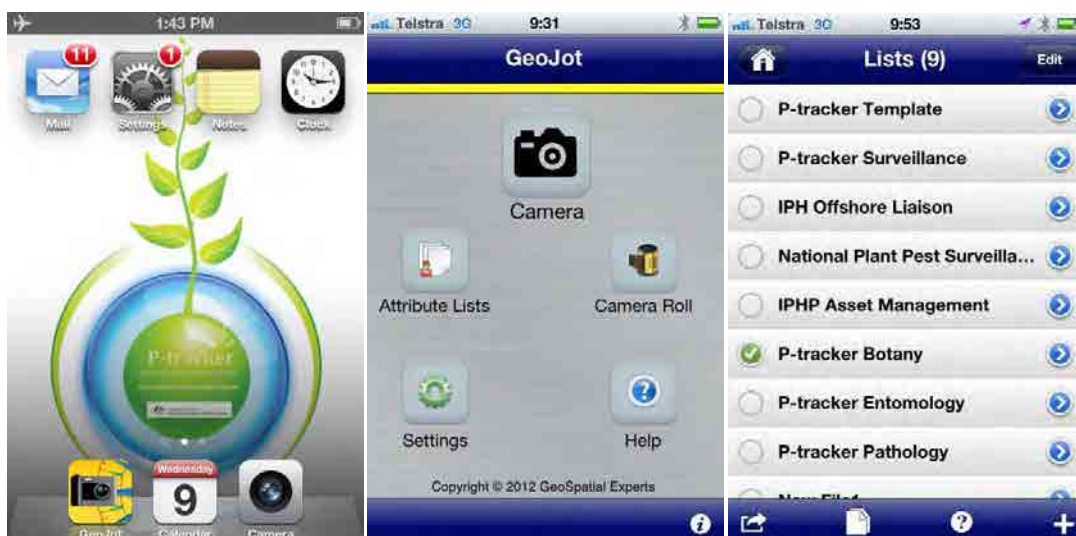 1:43 PM
11
1
Mail
Settings
Notes
Clock
P-tracker
Wednesday
9
GeoJot
Calendar
Camera
Telstra 3G 9:31
GeoJot
Camera
Attribute Lists
Camera Roll
Settings
Help
Copyright © 2012 GeoSpatial Experts
Telstra 3G 9:53
Lists (9)
Edit
P-tracker Template
P-tracker Surveillance
IPH Offshore Liaison
National Plant Pest Surveilla...
IPHP Asset Management
P-tracker Botany
P-tracker Entomology
P-tracker Pathology